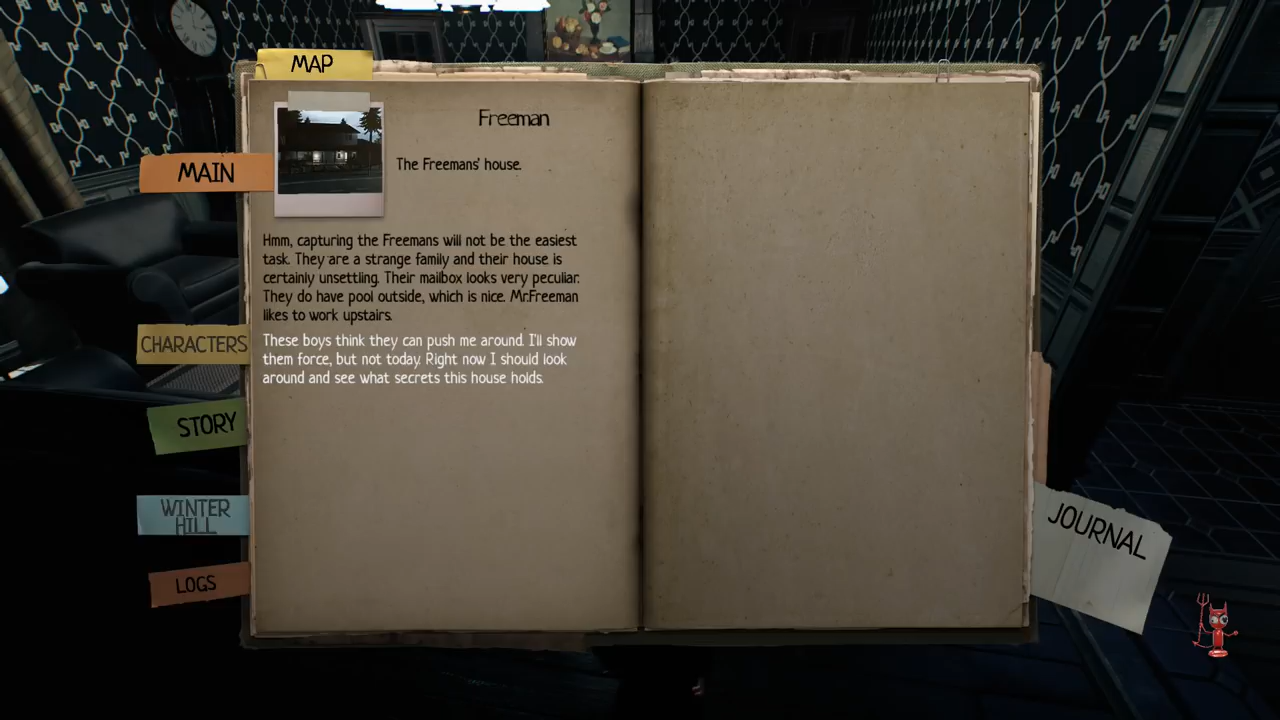 MAP
Freeman
MAIN
The Freemans' house.
Hmm, capturing the Freemans will not be the easiest
task. They are a strange family and their house is
certainly unsettling. Their mailbox looks very peculiar.
They do have pool outside, which is nice. Mr.Freeman
likes to work upstairs.
These boys think they can push me around. I'll show
them force, but not today. Right now I should look
around and see what secrets this house holds.
CHARACTERS
STORY
WINTER
HILL
LOGS
JOURNAL